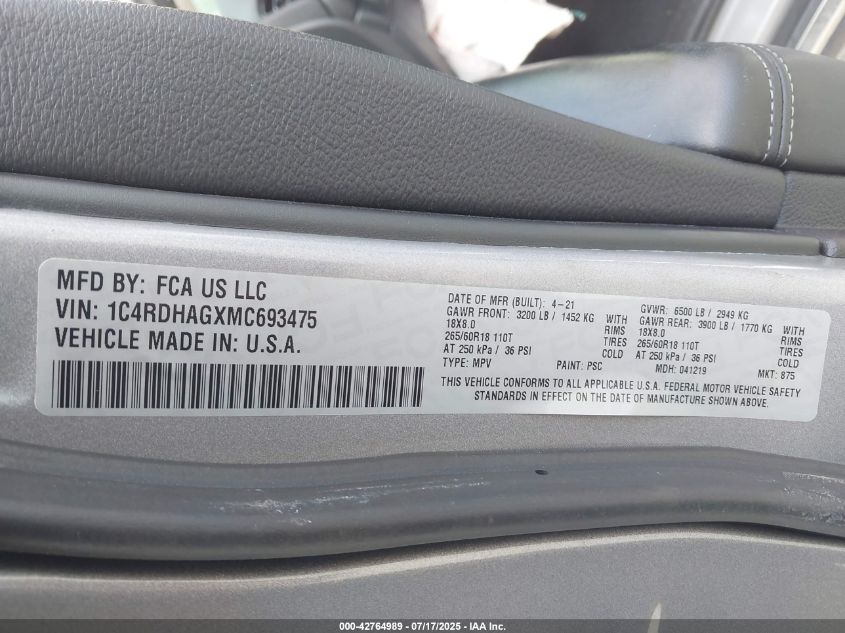 MFD BY: FCA US LLC
VIN: 1C4RDHAGXMC693475
VEHICLE MADE IN: U.S.A.
DATE OF MFR (BUILT): 4-21 GVWR: 6500 LB / 2949 KG
GAWR FRONT: 3200 LB / 1452 KG WITH GAWR REAR: 3900 LB / 1770 KG WITH
18X8.0 RIMS 18X8.0 RIMS
265/60R18 110T TIRES 265/60R18 110T TIRES
AT 250 kPa / 36 PSI COLD AT 250 kPa / 36 PSI COLD
TYPE: MPV PAINT: PSC MDH: 041219 MKT: 875
THIS VEHICLE CONFORMS TO ALL APPLICABLE U.S.A. FEDERAL MOTOR VEHICLE SAFETY
STANDARDS IN EFFECT ON THE DATE OF MANUFACTURE SHOWN ABOVE.
000-42764989 | 07/17/2025 - IAA Inc.